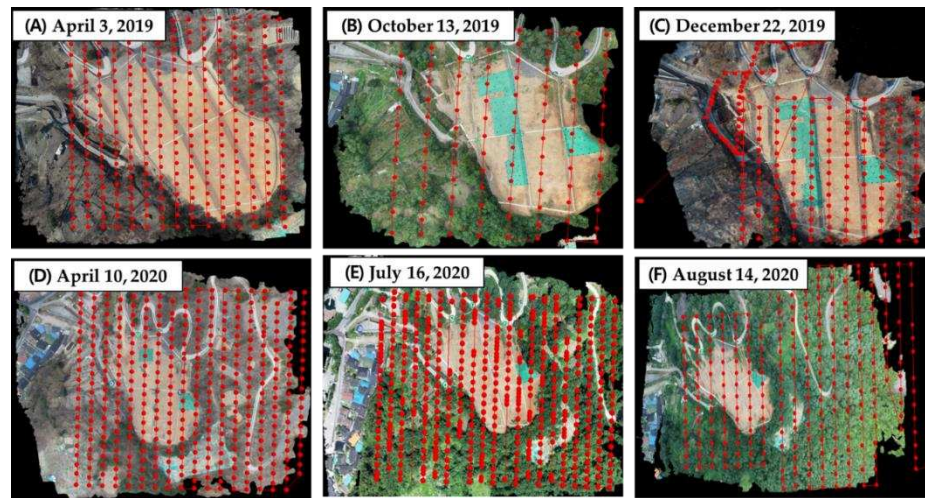 (A) April 3, 2019
(B) October 13, 2019
(C) December 22, 2019
(D) April 10, 2020
(E) July 16, 2020
(F) August 14, 2020